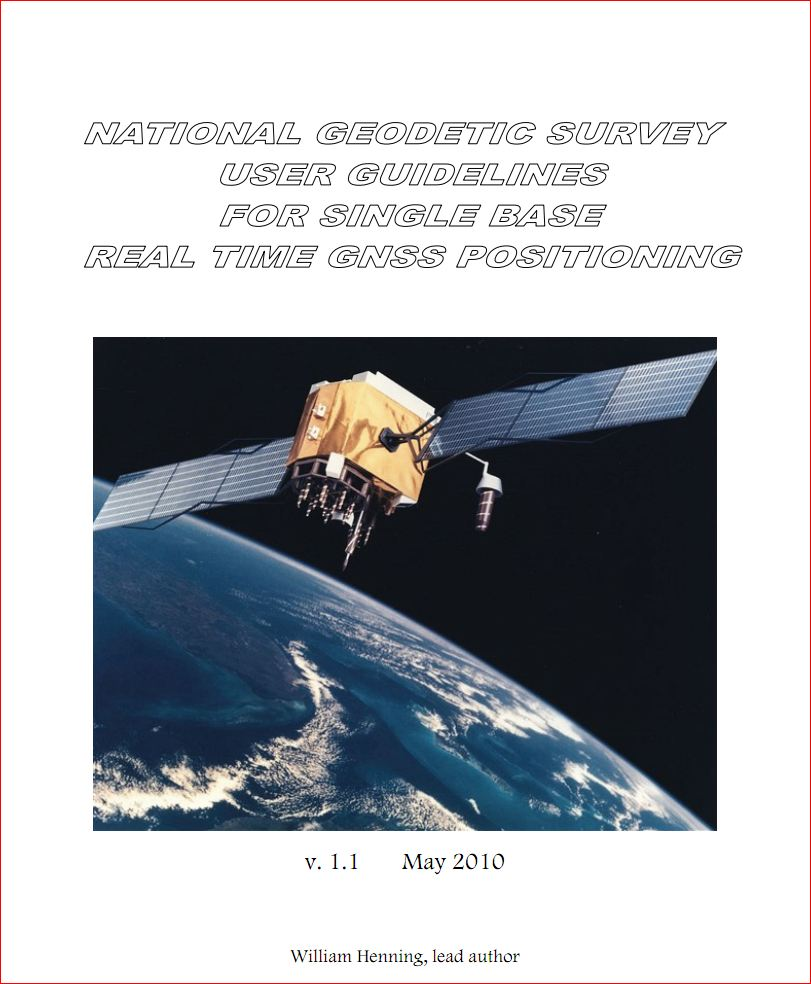 NATIONAL GEODETIC SURVEY
USER GUIDELINES
FOR SINGLE BASE
REAL TIME GNSS POSITIONING
v. 1.1 May 2010
William Henning, lead author